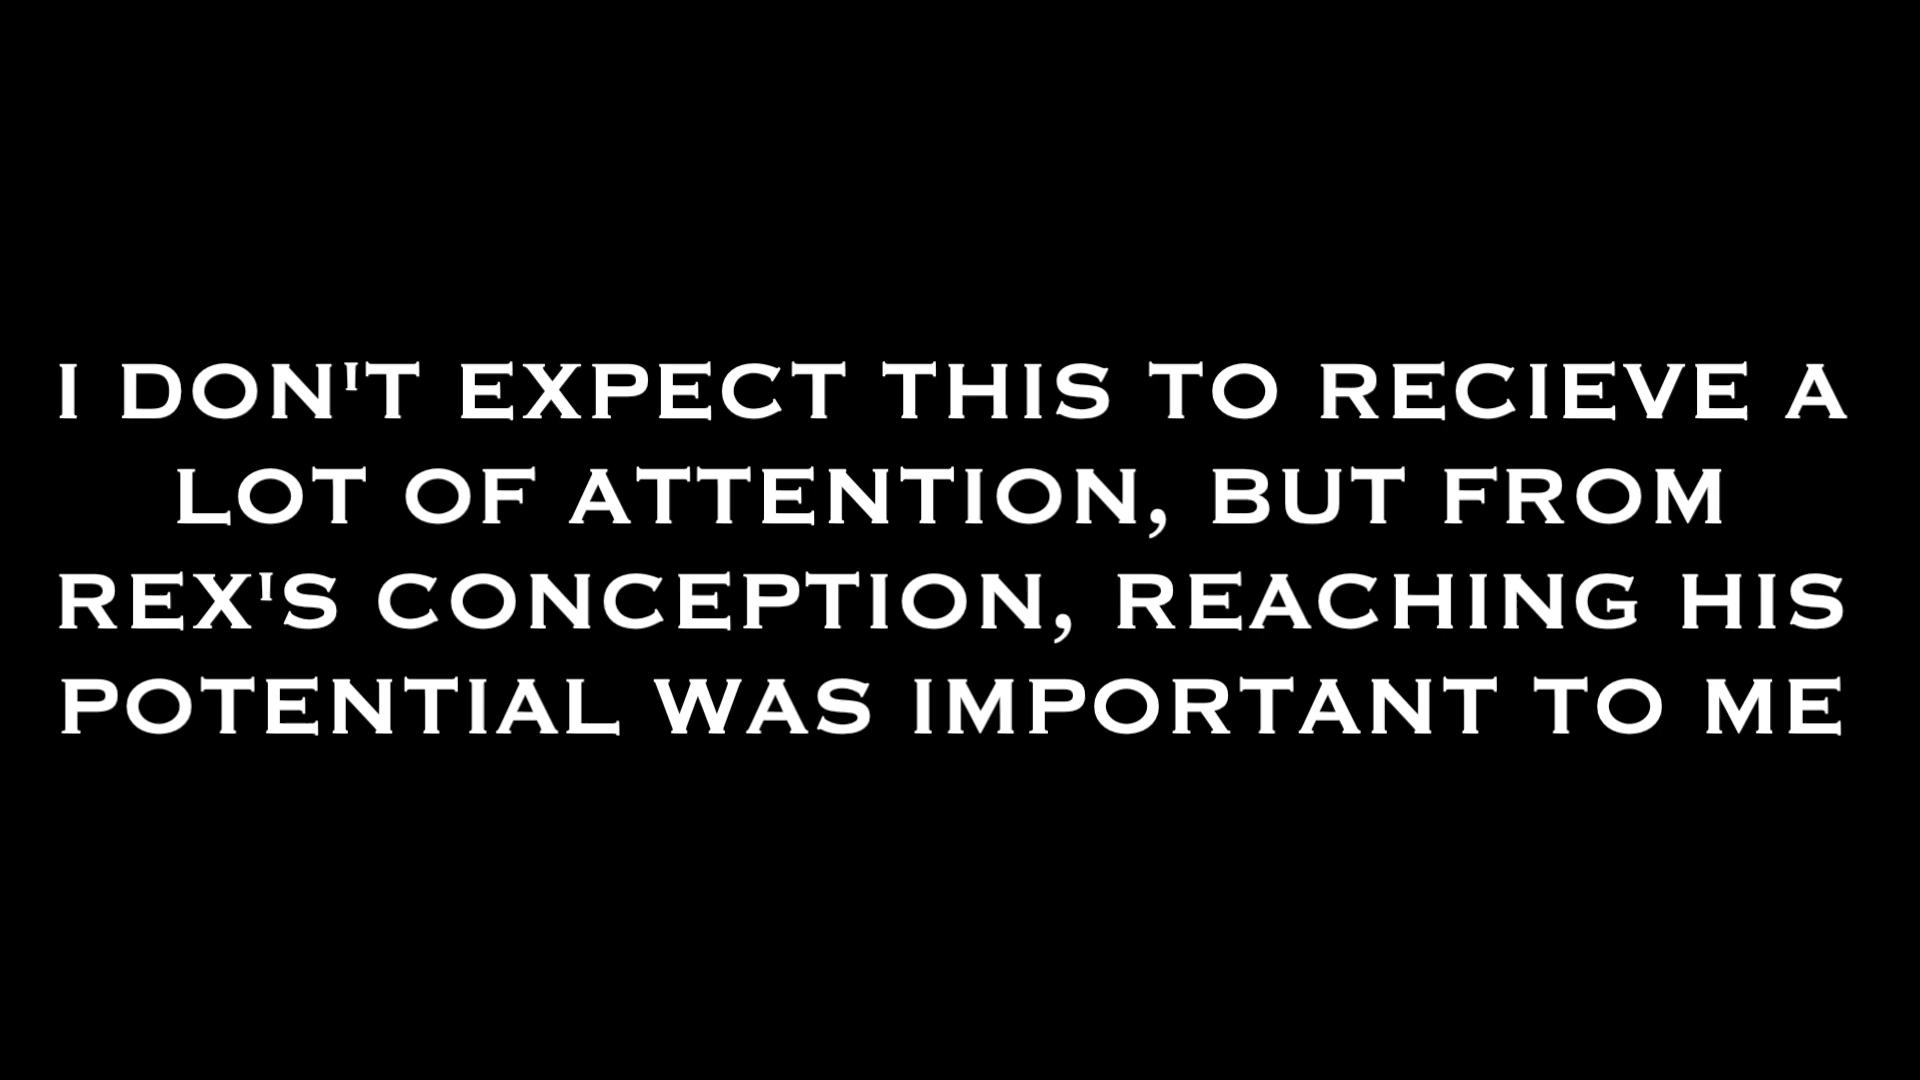 I DON'T EXPECT THIS TO RECIEVE A
LOT OF ATTENTION, BUT FROM
REX'S CONCEPTION, REACHING HIS
POTENTIAL WAS IMPORTANT TO ME